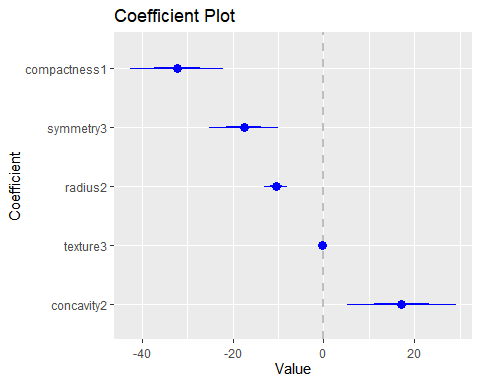 Coefficient Plot
compactness1
symmetry3
radius2
texture3
concavity2
Coefficient
-40 -20 0 20
Value